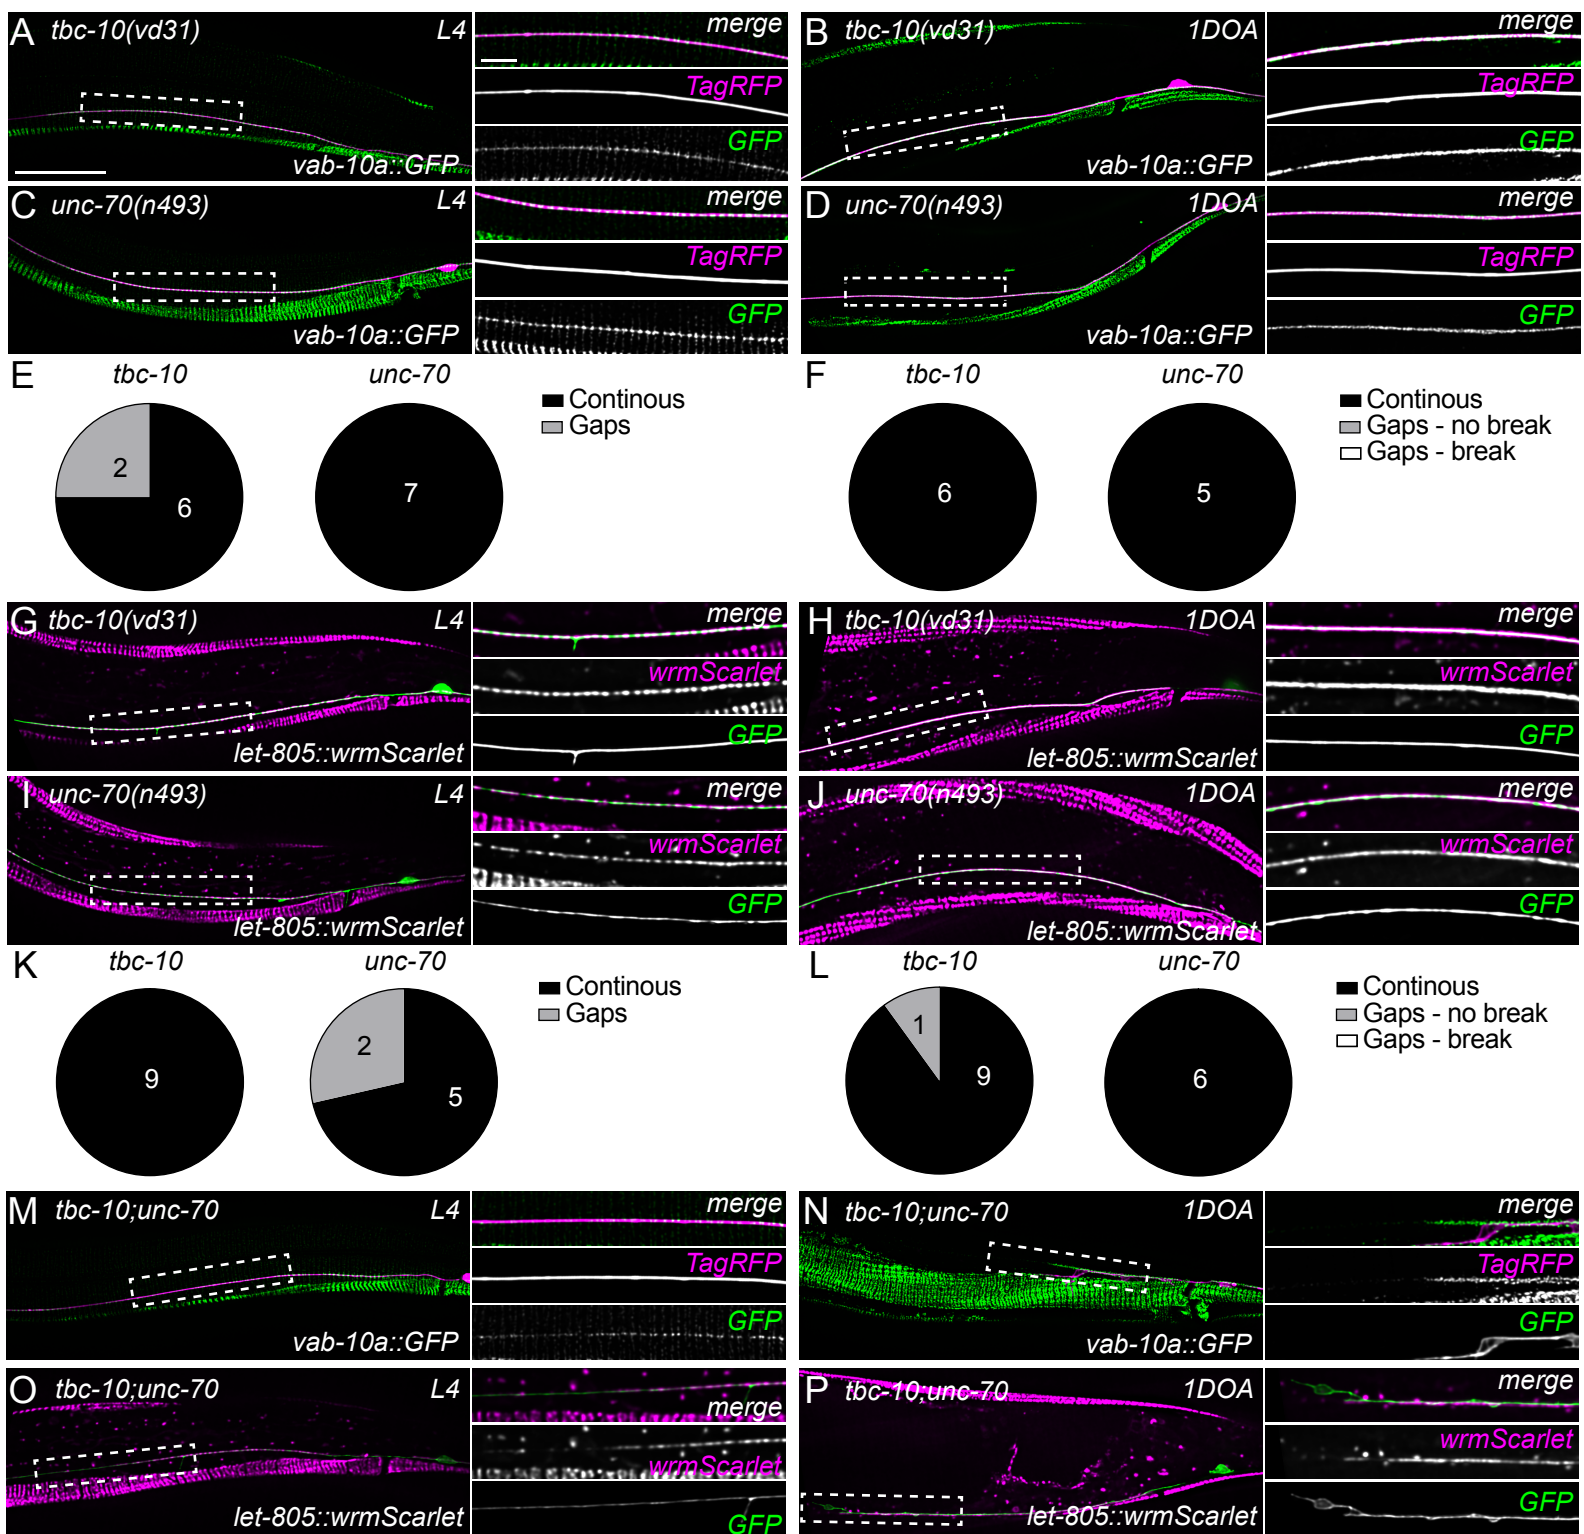 A tbc-10(vd31) L4 merge
TagRFP
vab-10a::GFP GFP
B tbc-10(vd31) 1DOA merge
TagRFP
vab-10a::GFP GFP
C unc-70(n493) L4 merge
TagRFP
vab-10a::GFP GFP
D unc-70(n493) 1DOA merge
TagRFP
vab-10a::GFP GFP
E tbc-10 unc-70
Continous
Gaps
2
6
7
F tbc-10 unc-70
Continous
Gaps - no break
Gaps - break
6
5
G tbc-10(vd31) L4 merge
wrmScarlet
let-805::wrmScarlet GFP
H tbc-10(vd31) 1DOA merge
wrmScarlet
let-805::wrmScarlet GFP
I unc-70(n493) L4 merge
wrmScarlet
let-805::wrmScarlet GFP
J unc-70(n493) 1DOA merge
wrmScarlet
let-805::wrmScarlet GFP
K tbc-10 unc-70
Continous
Gaps
9
2
5
L tbc-10 unc-70
Continous
Gaps - no break
Gaps - break
1
9
6
M tbc-10;unc-70 L4 merge
TagRFP
vab-10a::GFP GFP
N tbc-10;unc-70 1DOA merge
TagRFP
vab-10a::GFP GFP
O tbc-10;unc-70 L4 merge
wrmScarlet
let-805::wrmScarlet GFP
P tbc-10;unc-70 1DOA merge
wrmScarlet
let-805::wrmScarlet GFP